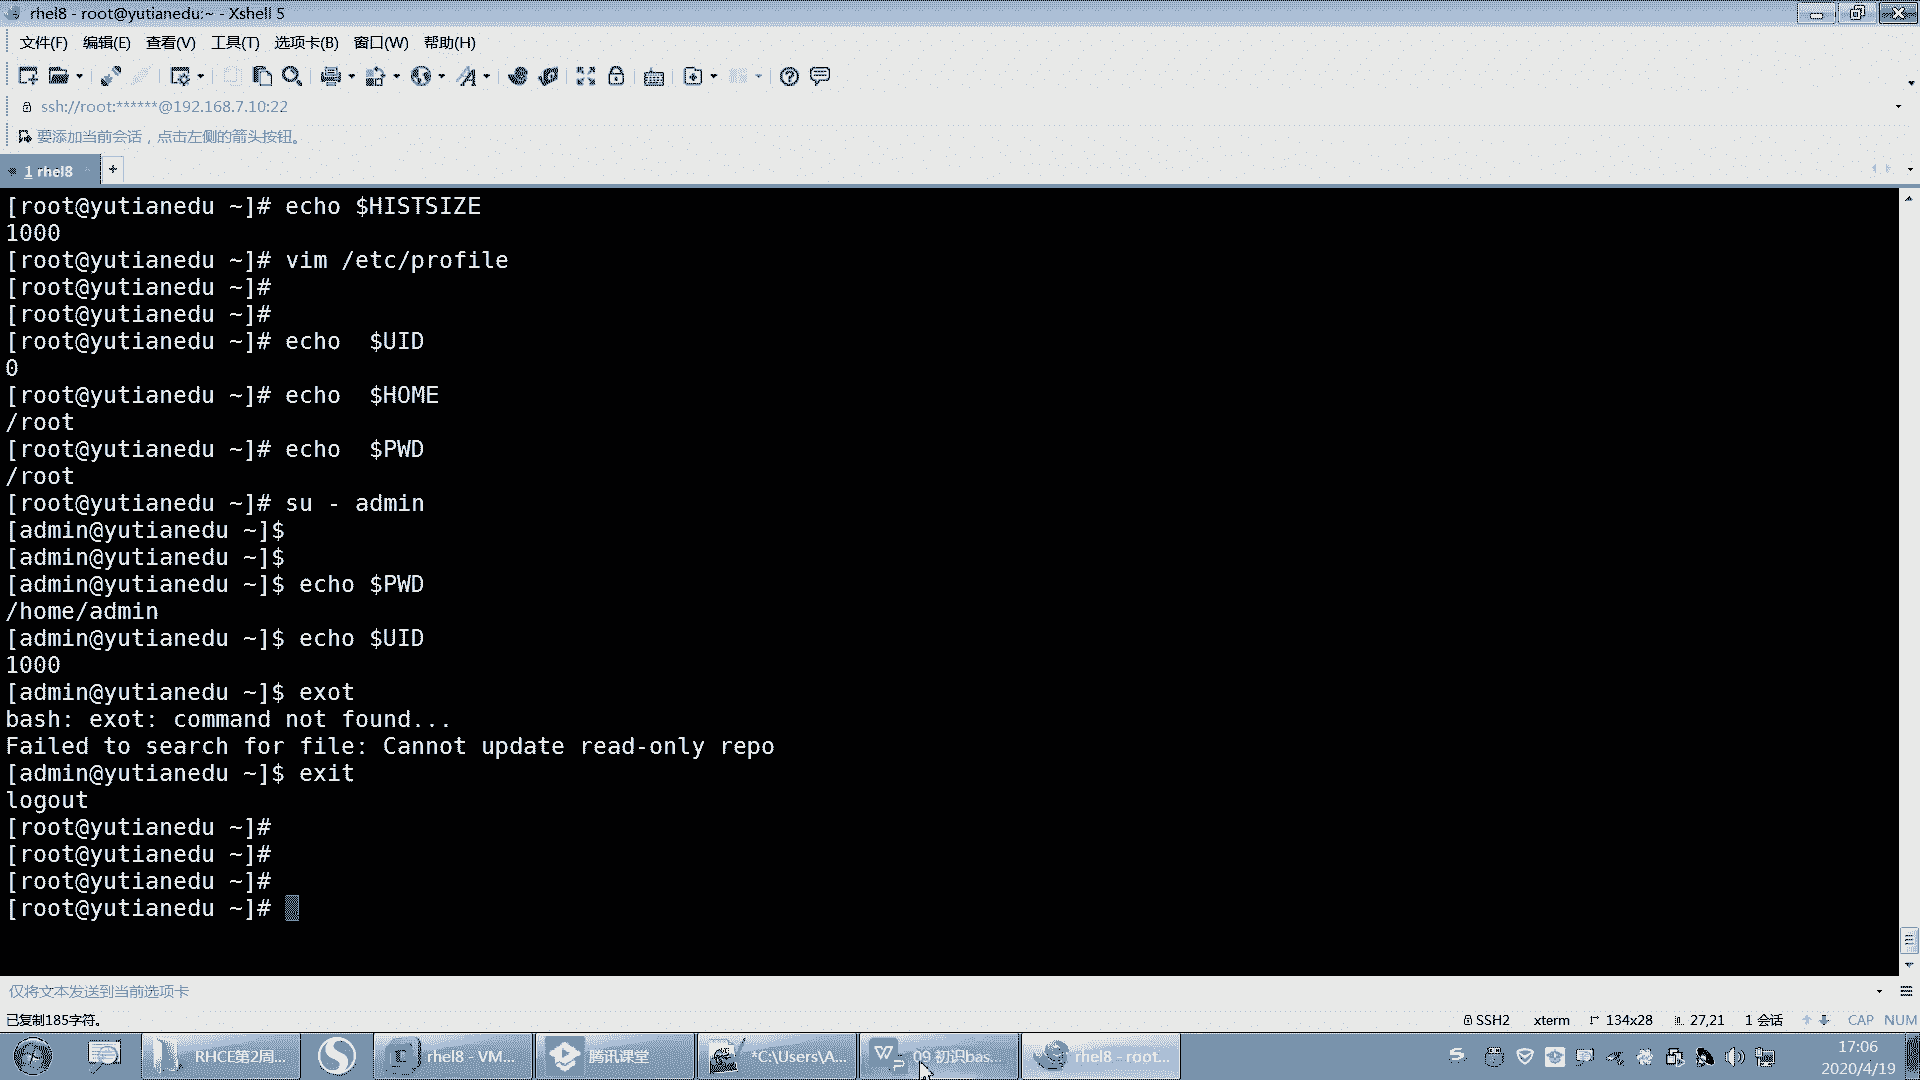 rhel8 - root@yutianedu:~ - Xshell 5
文件(F) 编辑(E) 查看(V) 工具(T) 选项卡(B) 窗口(W) 帮助(H)
ssh://root:******@192.168.7.10:22
要添加当前会话，点击左侧的箭头按钮。
1 rhel8 +
[root@yutianedu ~]# echo $HISTSIZE
1000
[root@yutianedu ~]# vim /etc/profile
[root@yutianedu ~]#
[root@yutianedu ~]#
[root@yutianedu ~]# echo  $UID
0
[root@yutianedu ~]# echo  $HOME
/root
[root@yutianedu ~]# echo  $PWD
/root
[root@yutianedu ~]# su - admin
[admin@yutianedu ~]$
[admin@yutianedu ~]$
[admin@yutianedu ~]$ echo $PWD
/home/admin
[admin@yutianedu ~]$ echo $UID
1000
[admin@yutianedu ~]$ exot
bash: exot: command not found...
Failed to search for file: Cannot update read-only repo
[admin@yutianedu ~]$ exit
logout
[root@yutianedu ~]#
[root@yutianedu ~]#
[root@yutianedu ~]#
[root@yutianedu ~]#
仅将文本发送到当前选项卡
已复制185字符。 SSH2 xterm 134x28 27,21 1 会话 CAP NUM
RHCE第2周... rhel8 - VM... 腾讯课堂 *C:\Users\A... 09 初识bas... rhel8 - root... 17:06
2020/4/19